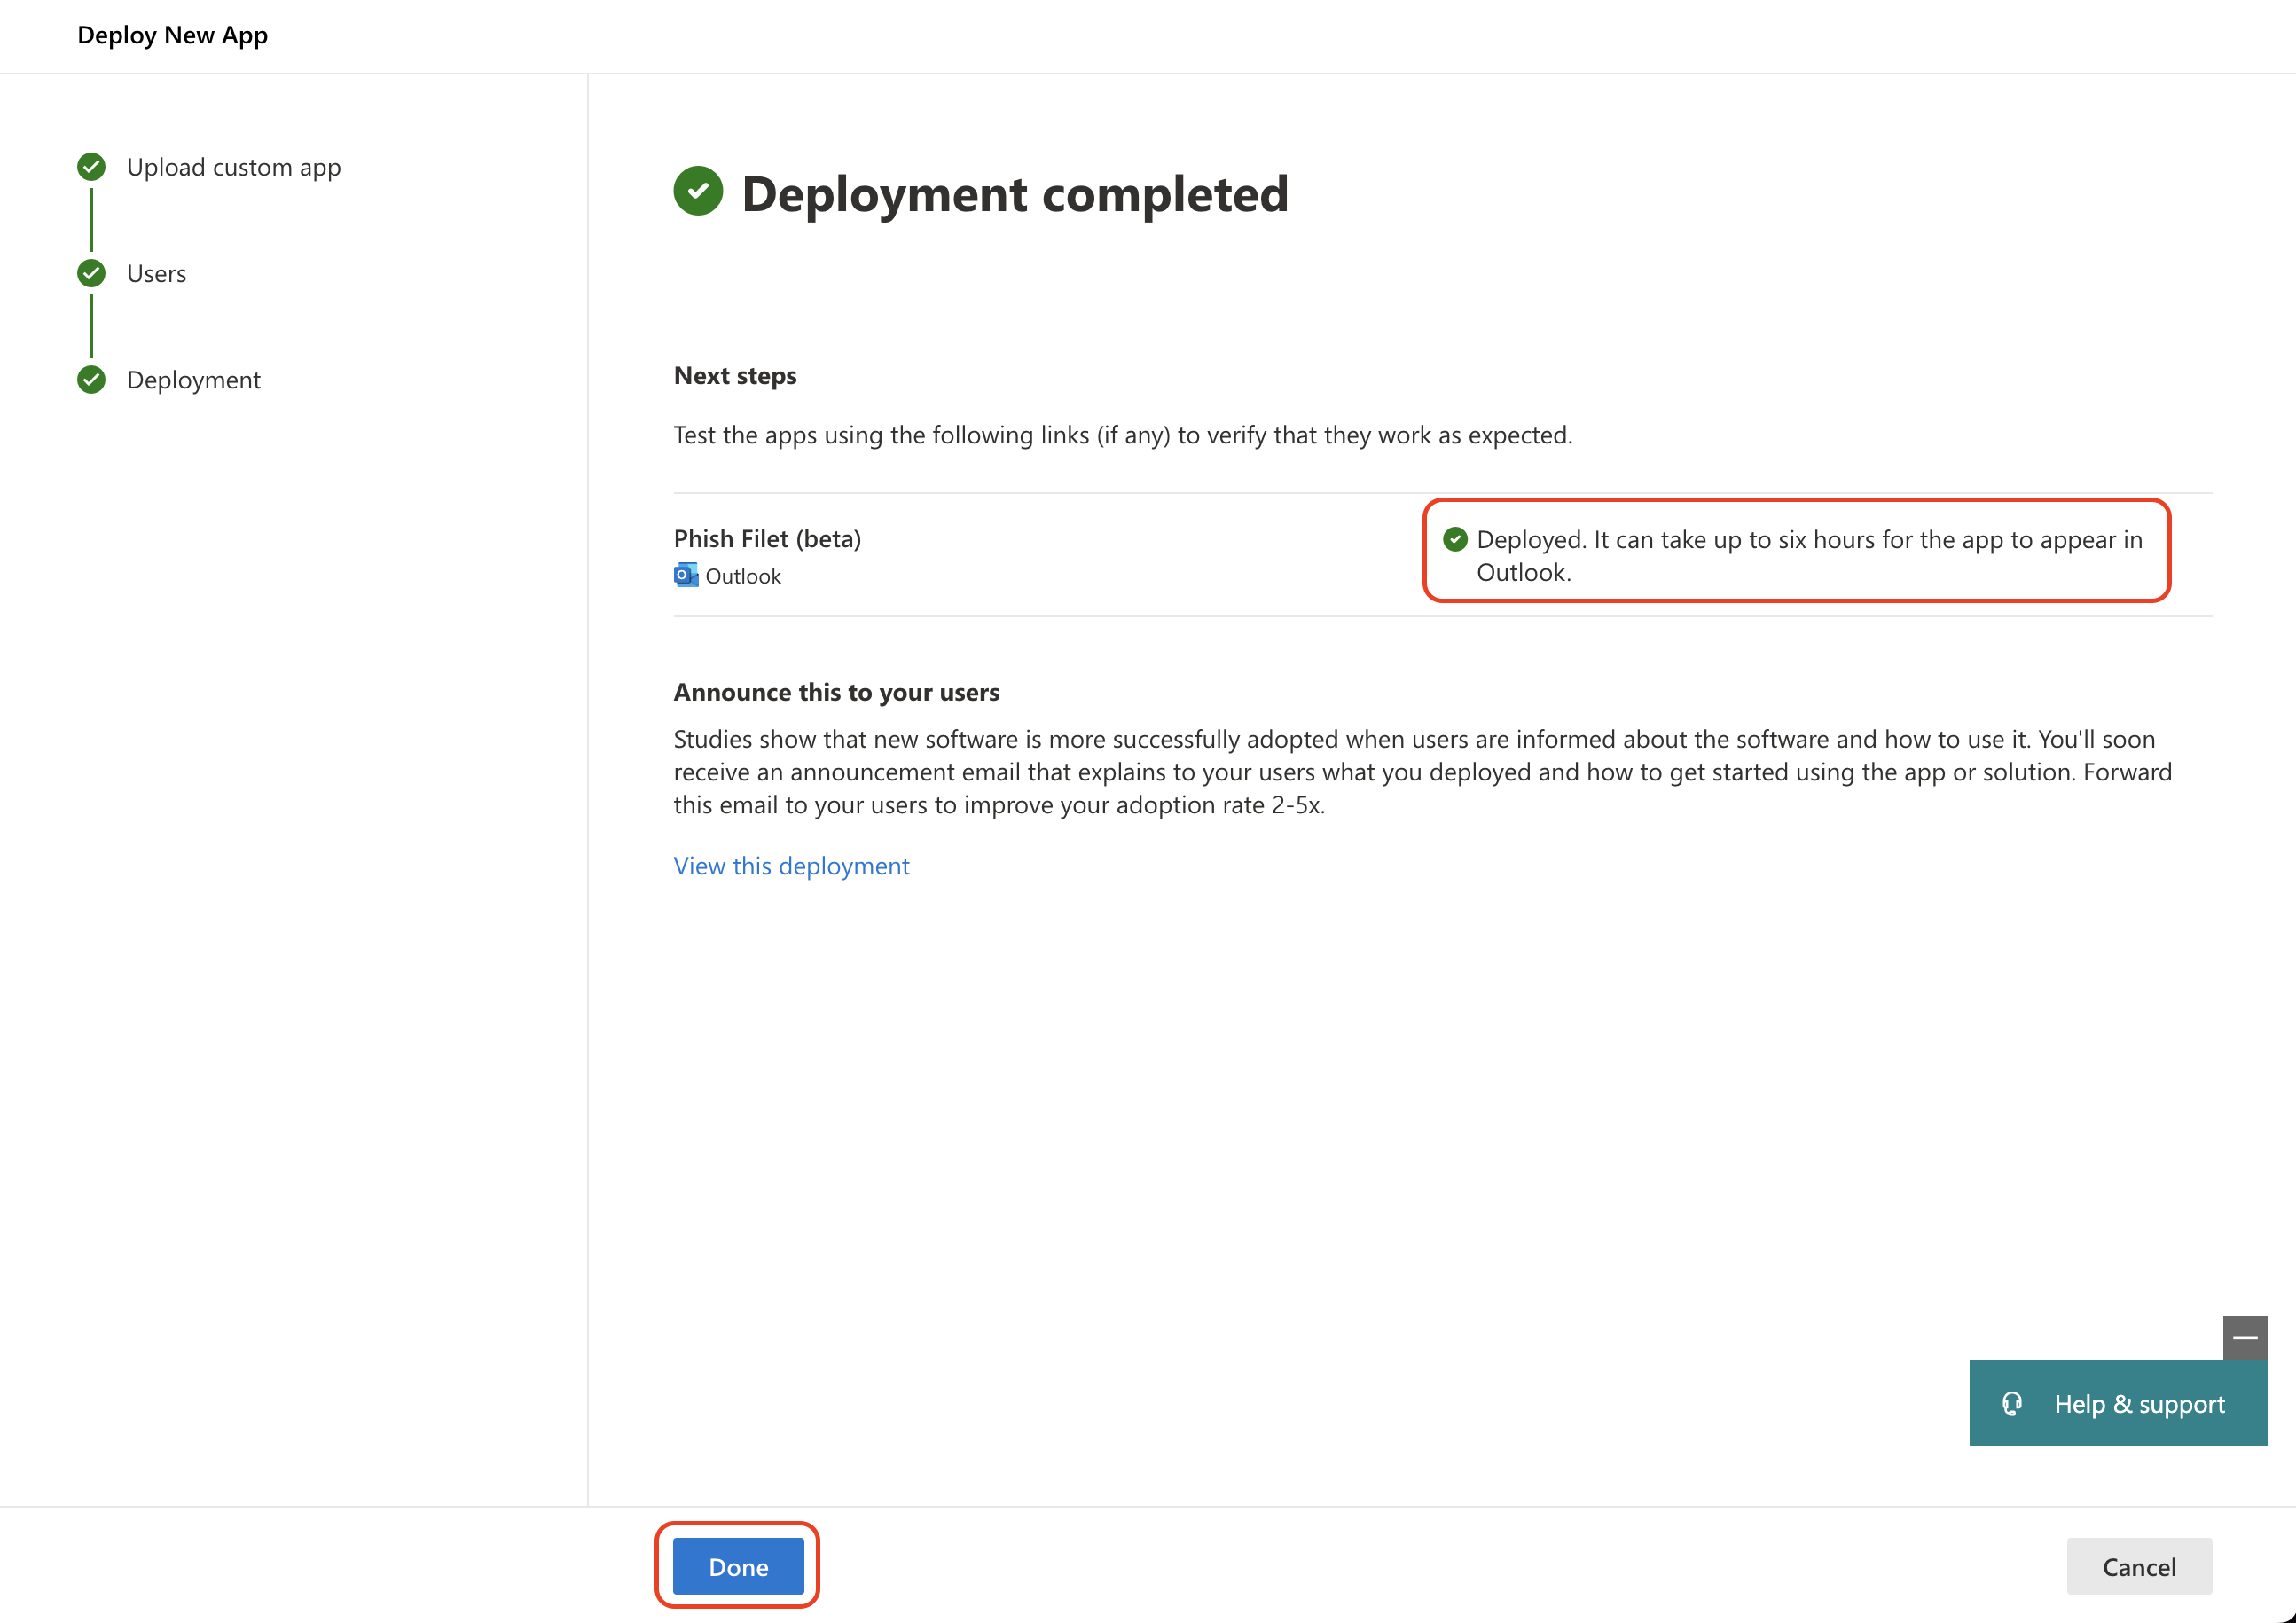 Deploy New App
Upload custom app
Users
Deployment
Deployment completed
Next steps
Test the apps using the following links (if any) to verify that they work as expected.
Phish Filet (beta)
Outlook
Deployed. It can take up to six hours for the app to appear in
Outlook.
Announce this to your users
Studies show that new software is more successfully adopted when users are informed about the software and how to use it. You'll soon
receive an announcement email that explains to your users what you deployed and how to get started using the app or solution. Forward
this email to your users to improve your adoption rate 2-5x.
View this deployment
Help & support
Done
Cancel